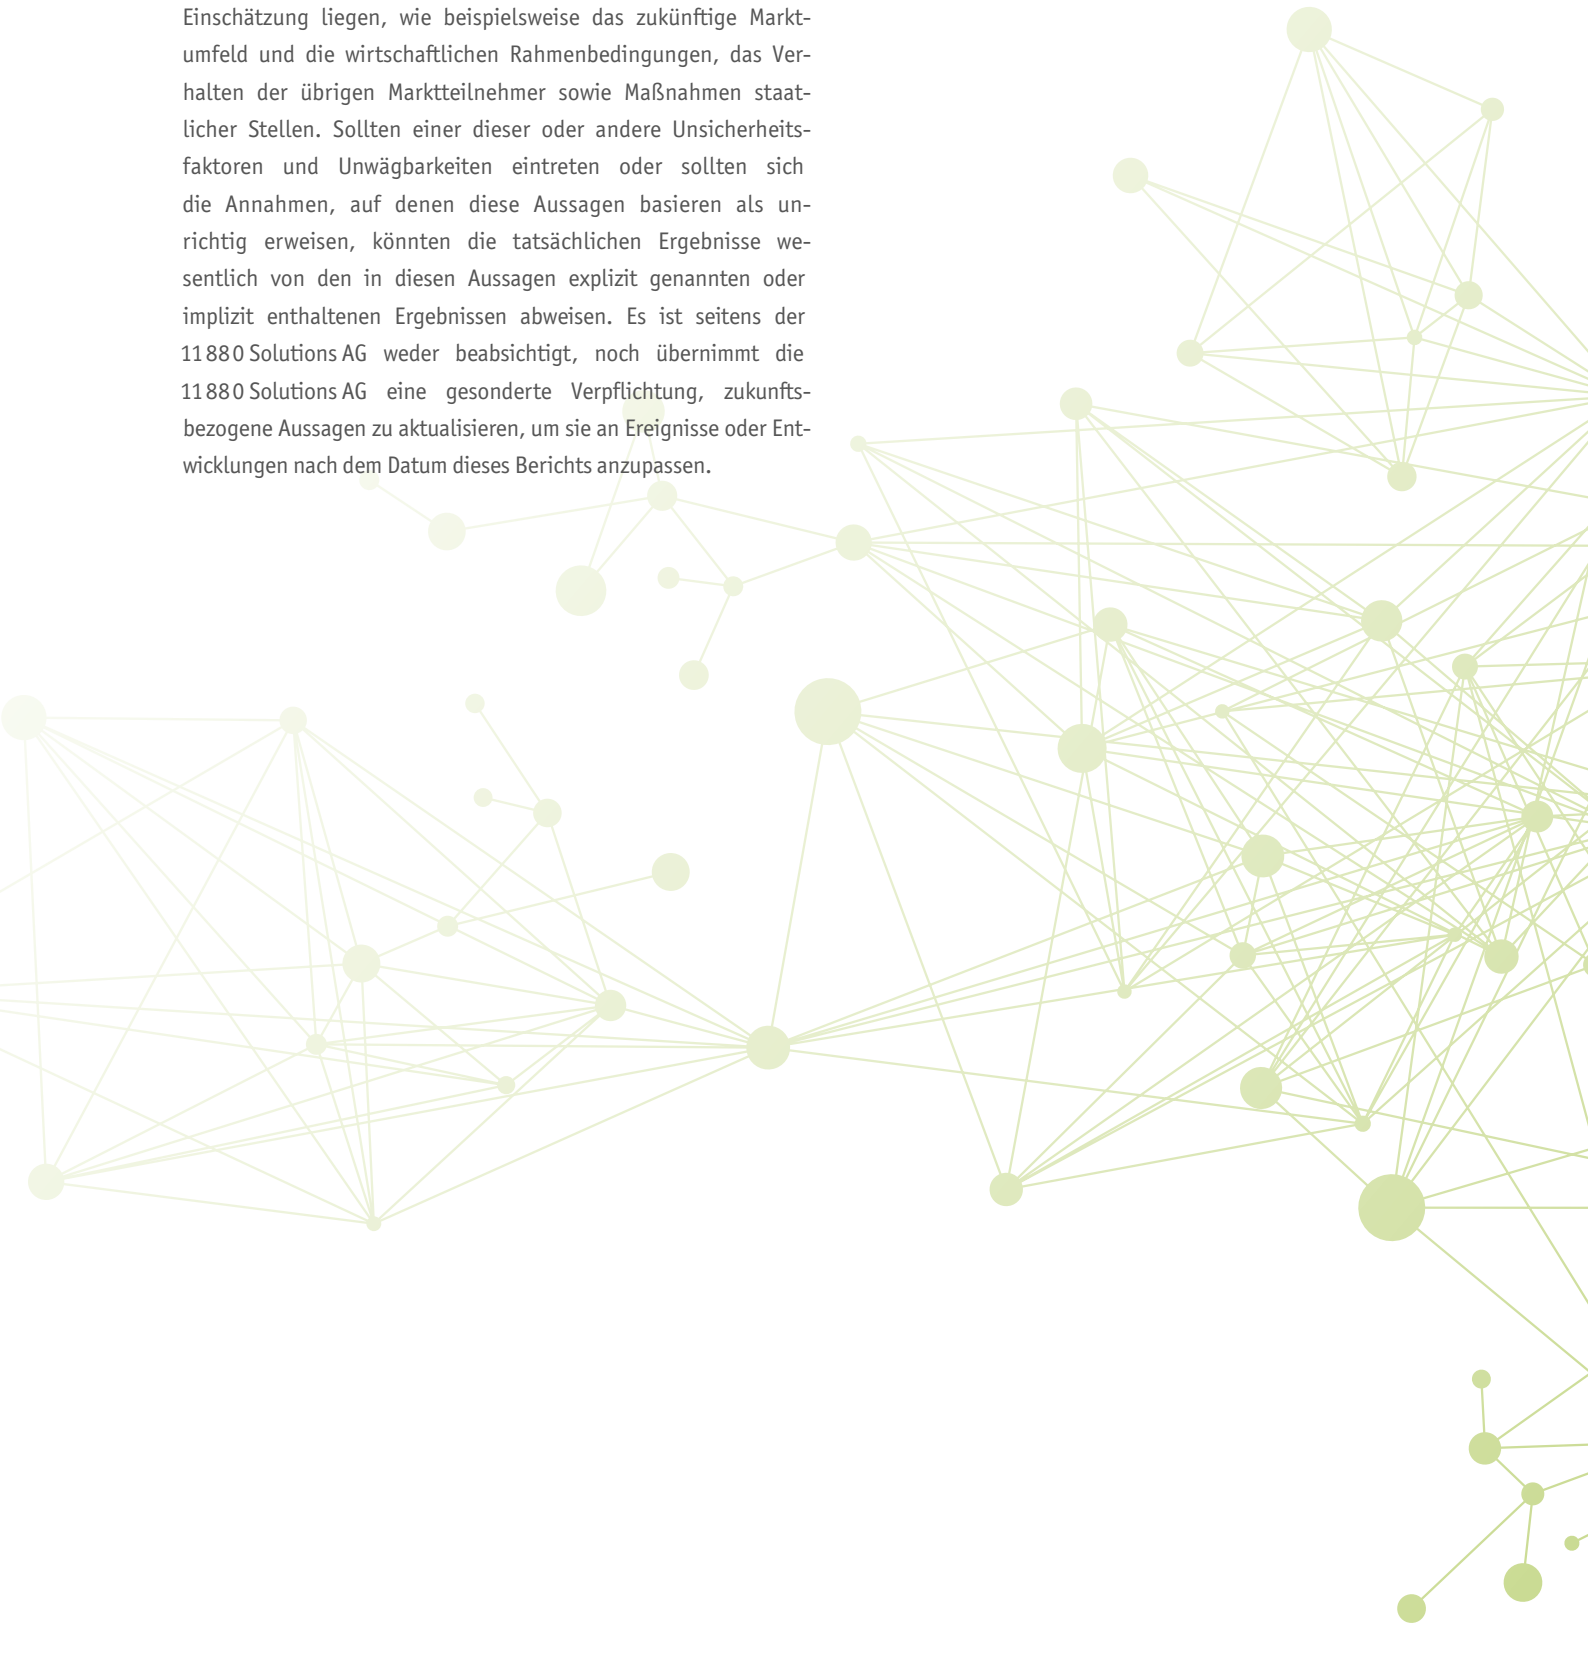 Einschätzung liegen, wie beispielsweise das zukünftige Markt-
umfeld und die wirtschaftlichen Rahmenbedingungen, das Ver-
halten der übrigen Marktteilnehmer sowie Maßnahmen staat-
licher Stellen. Sollten einer dieser oder andere Unsicherheits-
faktoren und Unwägbarkeiten eintreten oder sollten sich
die Annahmen, auf denen diese Aussagen basieren als un-
richtig erweisen, könnten die tatsächlichen Ergebnisse we-
sentlich von den in diesen Aussagen explizit genannten oder
implizit enthaltenen Ergebnissen abweisen. Es ist seitens der
11880 Solutions AG weder beabsichtigt, noch übernimmt die
11880 Solutions AG eine gesonderte Verpflichtung, zukunfts-
bezogene Aussagen zu aktualisieren, um sie an Ereignisse oder Ent-
wicklungen nach dem Datum dieses Berichts anzupassen.